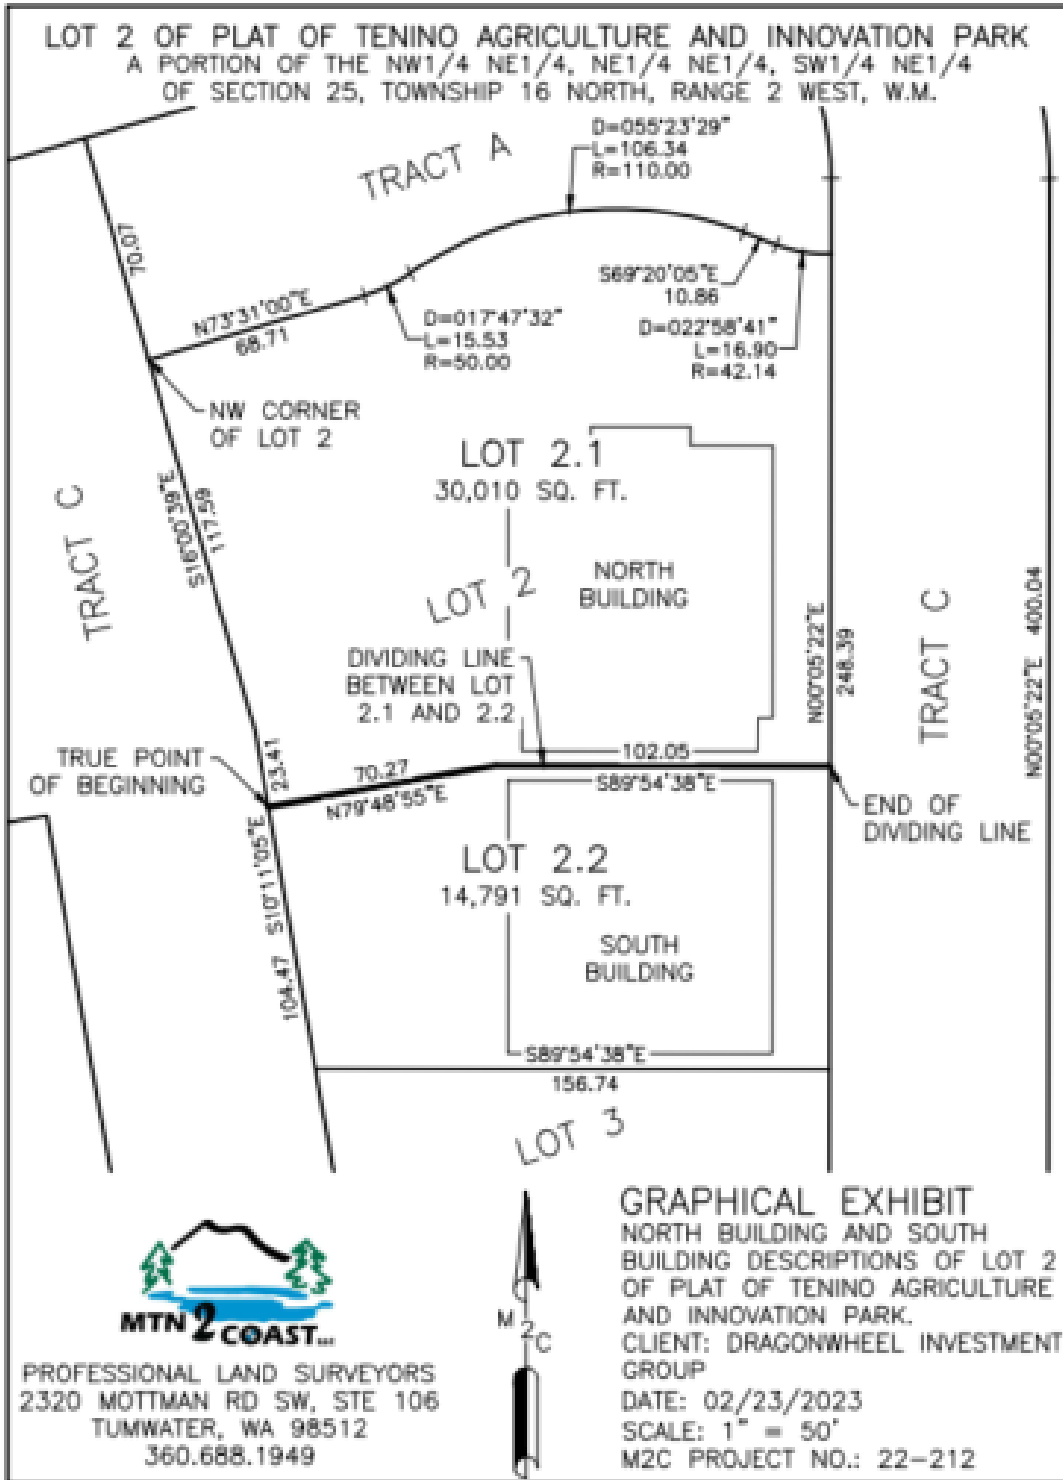 LOT 2 OF PLAT OF TENINO AGRICULTURE AND INNOVATION PARK
A PORTION OF THE NW1/4 NE1/4, NE1/4 NE1/4, SW1/4 NE1/4
OF SECTION 25, TOWNSHIP 16 NORTH, RANGE 2 WEST, W.M.
TRACT A
D=055°23'29"
L=106.34
R=110.00
70.07
S69°20'05"E
10.86
N73°31'00"E
68.71
D=017°47'32"
L=15.53
R=50.00
D=022°58'41"
L=16.90
R=42.14
NW CORNER
OF LOT 2
LOT 2.1
30,010 SQ. FT.
TRACT C
S16°00'39"E
117.59
LOT 2
NORTH
BUILDING
N00°05'22"E
248.39
TRACT C
N00°05'22"E 400.04
DIVIDING LINE
BETWEEN LOT
2.1 AND 2.2
TRUE POINT
OF BEGINNING
23.41
70.27
N79°48'55"E
102.05
S89°54'38"E
END OF
DIVIDING LINE
LOT 2.2
14,791 SQ. FT.
104.47 S10°11'05"E
SOUTH
BUILDING
S89°54'38"E
156.74
LOT 3
MTN 2 COAST LLC
PROFESSIONAL LAND SURVEYORS
2320 MOTTMAN RD SW, STE 106
TUMWATER, WA 98512
360.688.1949
M 2 C
GRAPHICAL EXHIBIT
NORTH BUILDING AND SOUTH
BUILDING DESCRIPTIONS OF LOT 2
OF PLAT OF TENINO AGRICULTURE
AND INNOVATION PARK.
CLIENT: DRAGONWHEEL INVESTMENT
GROUP
DATE: 02/23/2023
SCALE: 1" = 50'
M2C PROJECT NO.: 22-212